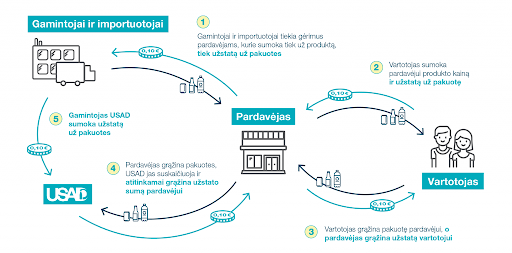 Gamintojai ir importuotojai
1
Gamintojai ir importuotojai tiekia gėrimus
pardavėjams, kurie sumoka tiek už produktą,
tiek užstatą už pakuotes
0,10 €
2
Vartotojas sumoka
pardavėjui produkto kainą
ir užstatą už pakuotę
0,10 €
Pardavėjas
5
Gamintojas USAD
sumoka užstatą
už pakuotes
0,10 €
4
Pardavėjas grąžina pakuotes,
USAD jas suskaičiuoja ir
atitinkamai grąžina užstato
sumą pardavėjui
USAD
0,10 €
Vartotojas
0,10 €
3
Vartotojas grąžina pakuotę pardavėjui, o
pardavėjas grąžina užstatą vartotojui